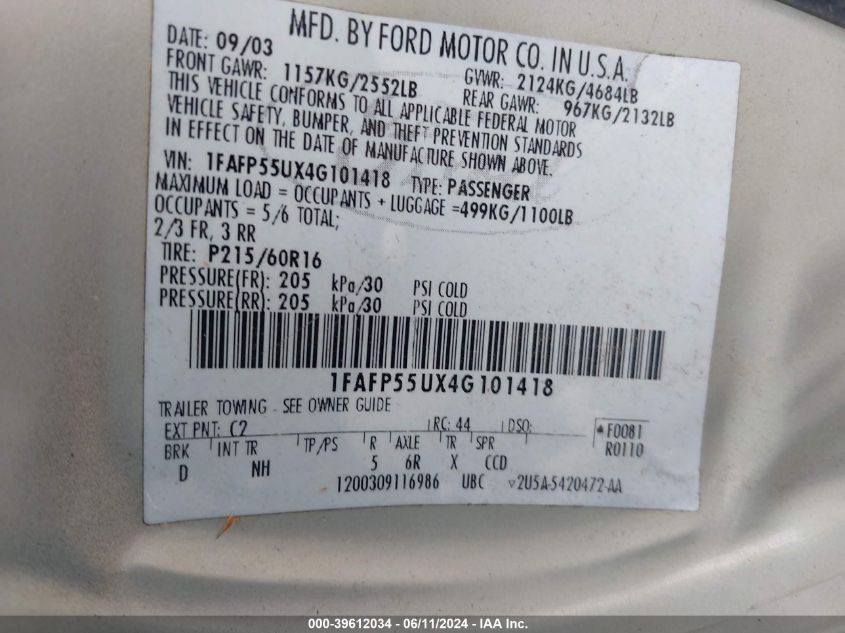 MFD. BY FORD MOTOR CO. IN U.S.A.
DATE: 09/03 GVWR: 2124KG/4684LB
FRONT GAWR: 1157KG/2552LB REAR GAWR: 967KG/2132LB
THIS VEHICLE CONFORMS TO ALL APPLICABLE FEDERAL MOTOR
VEHICLE SAFETY, BUMPER, AND THEFT PREVENTION STANDARDS
IN EFFECT ON THE DATE OF MANUFACTURE SHOWN ABOVE.
VIN: 1FAFP55UX4G101418 TYPE: PASSENGER
MAXIMUM LOAD = OCCUPANTS + LUGGAGE =499KG/1100LB
OCCUPANTS = 5/6 TOTAL;
2/3 FR, 3 RR
TIRE: P215/60R16
PRESSURE(FR): 205 kPa/30 PSI COLD
PRESSURE(RR): 205 kPa/30 PSI COLD
1FAFP55UX4G101418
TRAILER TOWING - SEE OWNER GUIDE
EXT PNT: C2 RC: 44 DSO: F0081
BRK INT TR TP/PS R AXLE TR SPR R0110
D NH 5 6R X CCD
1200309116986 UBC 2U5A-5420472-AA
000-39612034 - 06/11/2024 - IAA Inc.